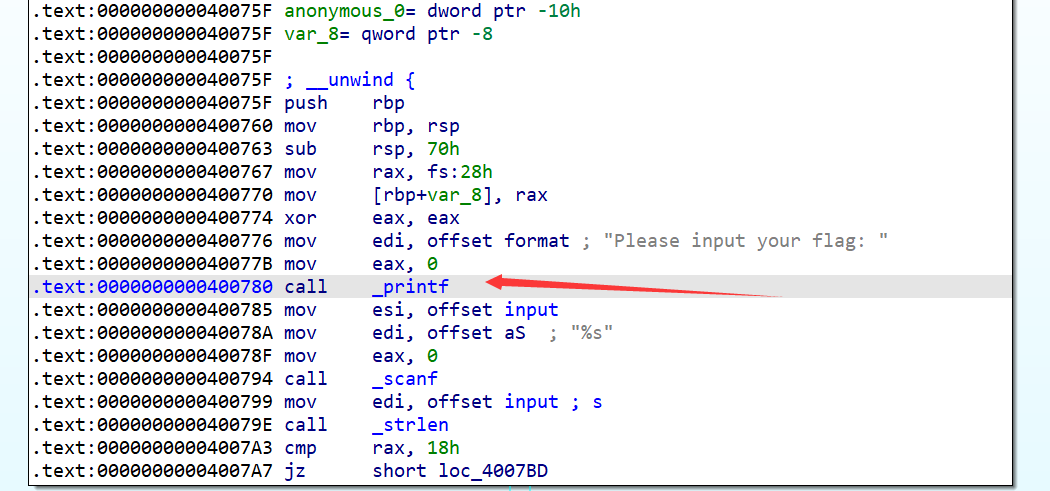 .text:000000000040075F anonymous_0= dword ptr -10h
.text:000000000040075F var_8= qword ptr -8
.text:000000000040075F
.text:000000000040075F ; __unwind {
.text:000000000040075F push    rbp
.text:0000000000400760 mov     rbp, rsp
.text:0000000000400763 sub     rsp, 70h
.text:0000000000400767 mov     rax, fs:28h
.text:0000000000400770 mov     [rbp+var_8], rax
.text:0000000000400774 xor     eax, eax
.text:0000000000400776 mov     edi, offset format ; "Please input your flag: "
.text:000000000040077B mov     eax, 0
.text:0000000000400780 call    _printf
.text:0000000000400785 mov     esi, offset input
.text:000000000040078A mov     edi, offset aS  ; "%s"
.text:000000000040078F mov     eax, 0
.text:0000000000400794 call    _scanf
.text:0000000000400799 mov     edi, offset input ; s
.text:000000000040079E call    _strlen
.text:00000000004007A3 cmp     rax, 18h
.text:00000000004007A7 jz      short loc_4007BD